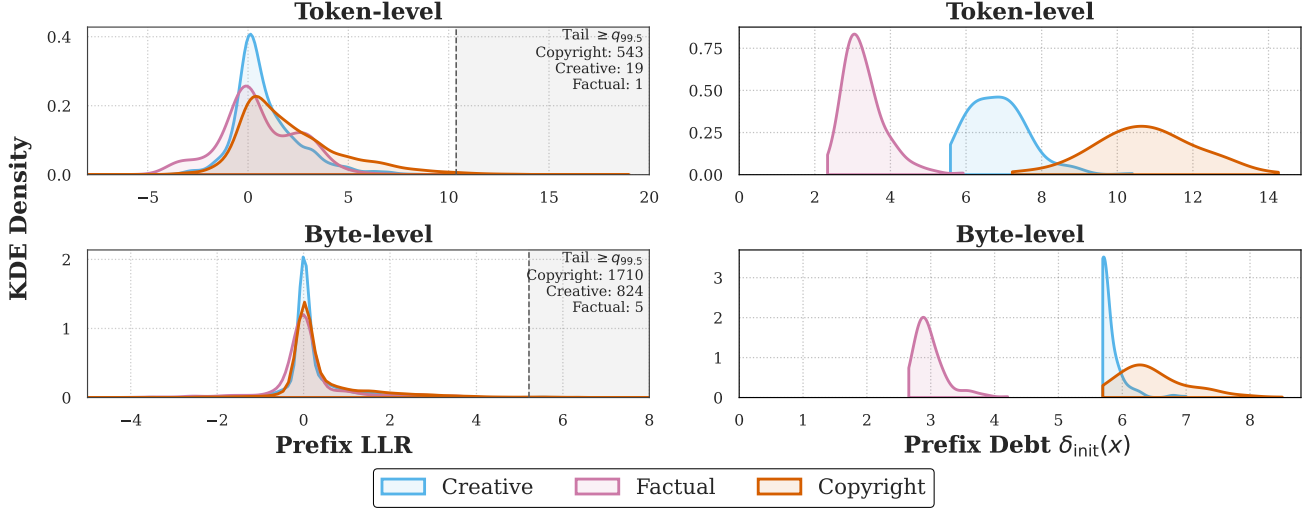 Token-level
Token-level
0.4
0.2
0.0
Tail ≥ q99.5
Copyright: 543
Creative: 19
Factual: 1
−5
0
5
10
15
20
0.75
0.50
0.25
0.00
0
2
4
6
8
10
12
14
KDE Density
Byte-level
Byte-level
2
1
0
Tail ≥ q99.5
Copyright: 1710
Creative: 824
Factual: 5
−4
−2
0
2
4
6
8
3
2
1
0
0
1
2
3
4
5
6
7
8
Prefix LLR
Prefix Debt δinit(x)
Creative
Factual
Copyright